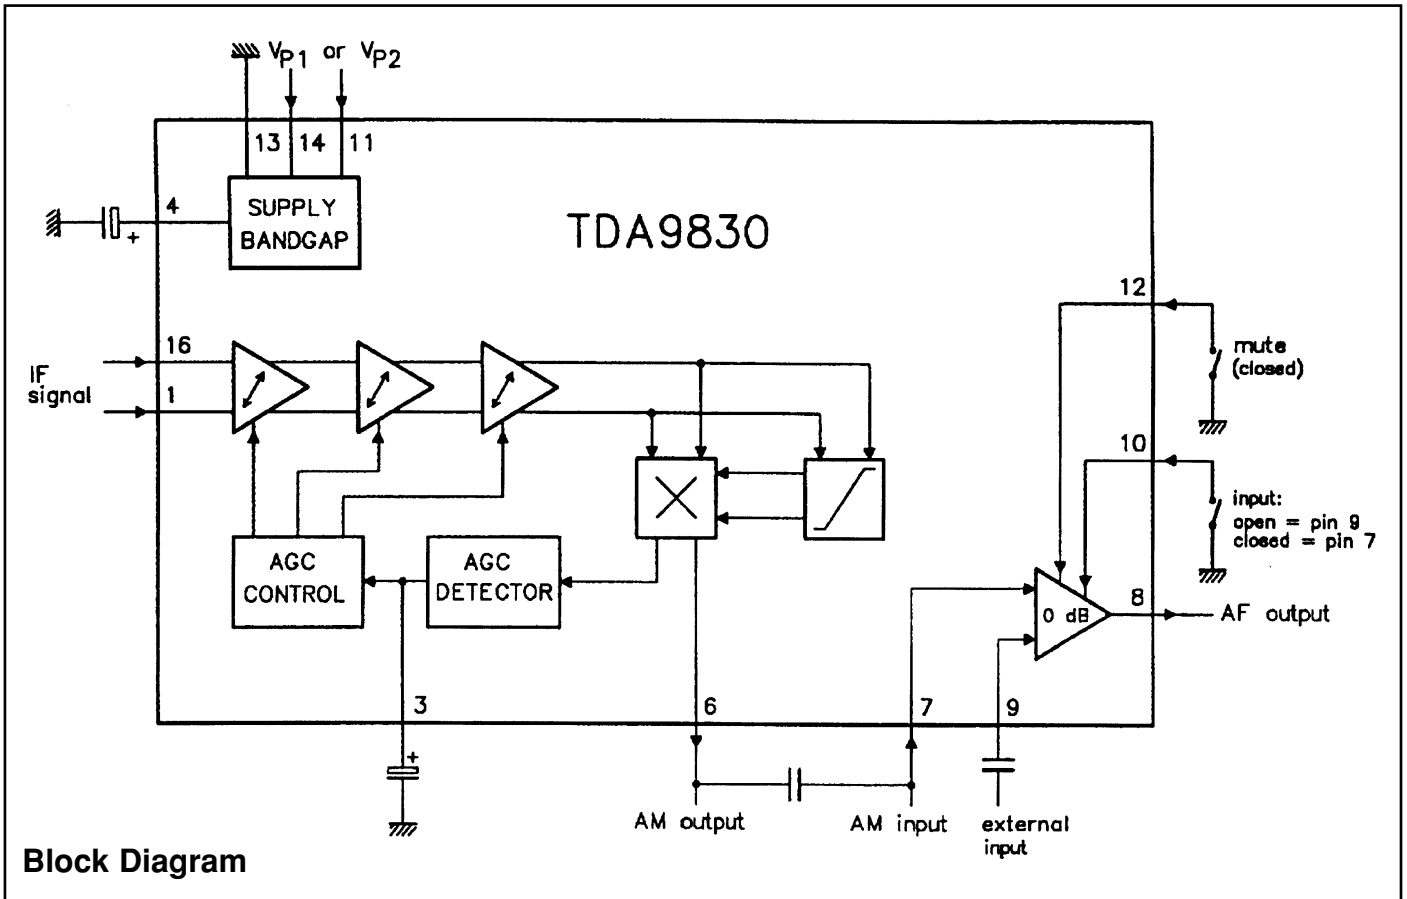 V_P1 or V_P2
13 14 11
4
SUPPLY
BANDGAP
TDA9830
12
mute
(closed)
16
IF
signal
1
10
input:
open = pin 9
closed = pin 7
AGC
CONTROL
AGC
DETECTOR
0 dB
8
AF output
3
6
7
9
+
+
AM output
AM input
external
input
Block Diagram